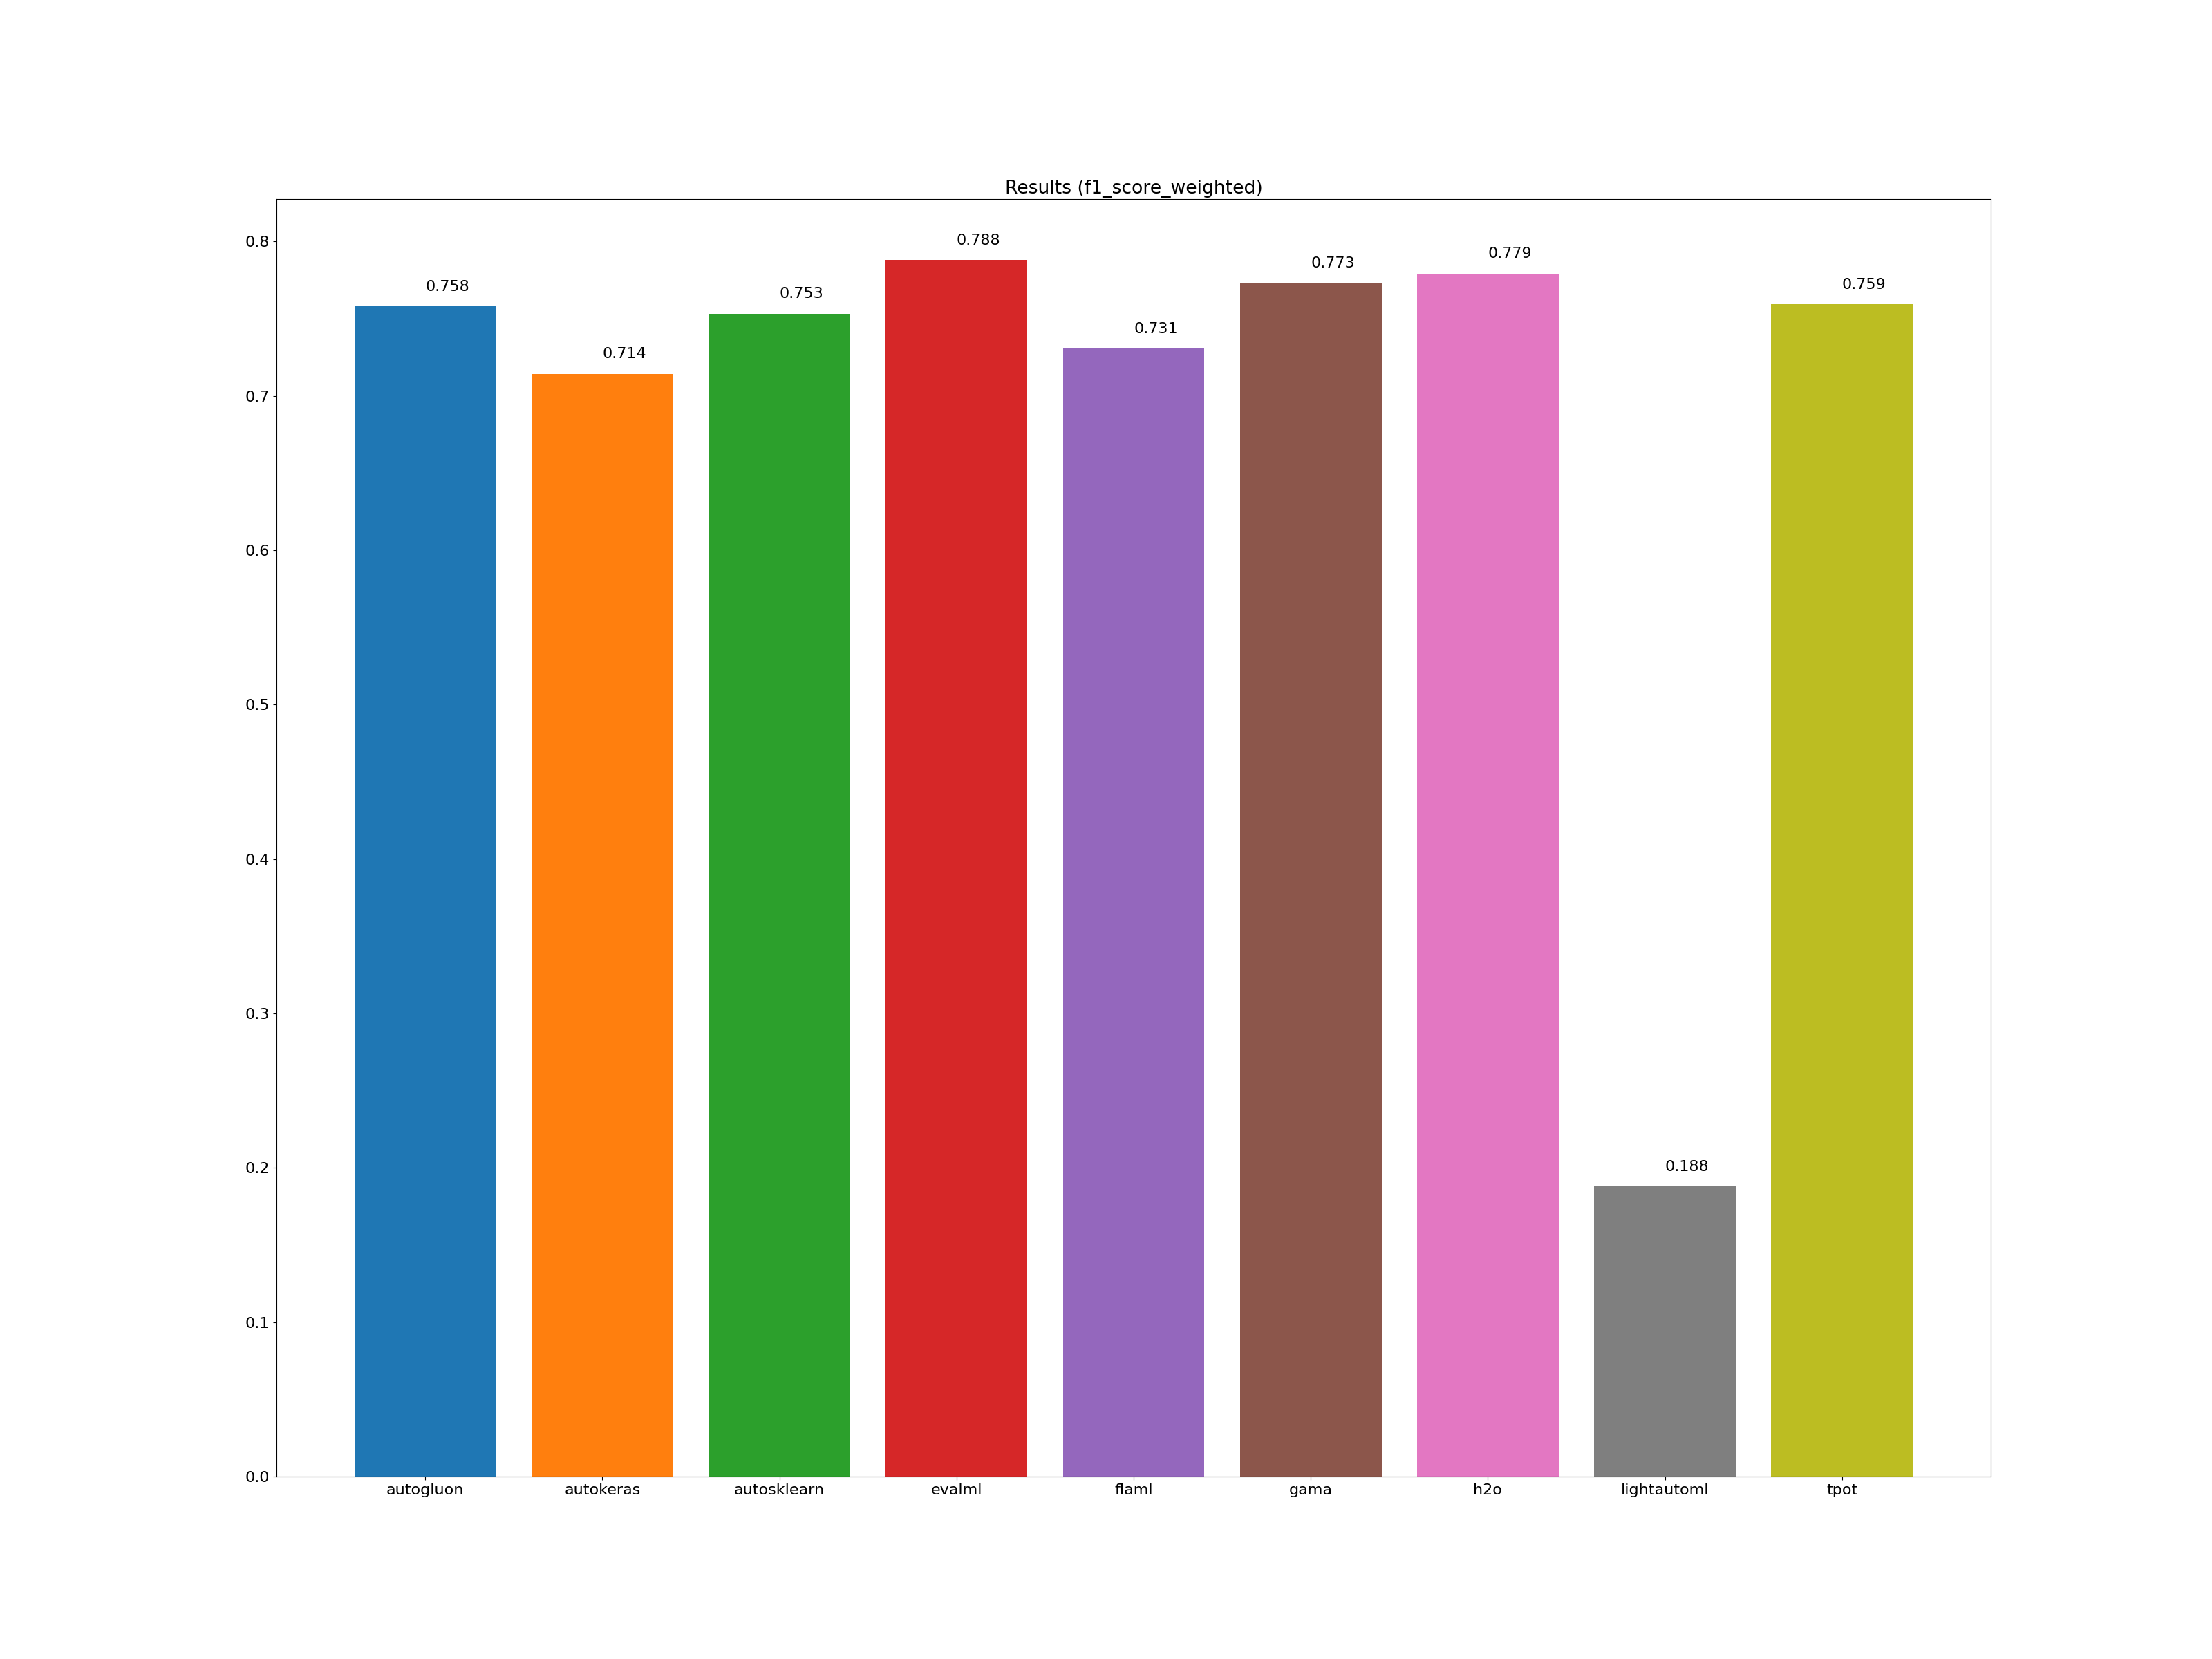 Results (f1_score_weighted)
0.8
0.7
0.6
0.5
0.4
0.3
0.2
0.1
0.0
0.758
0.714
0.753
0.788
0.731
0.773
0.779
0.188
0.759
autogluon
autokeras
autosklearn
evalml
flaml
gama
h2o
lightautoml
tpot